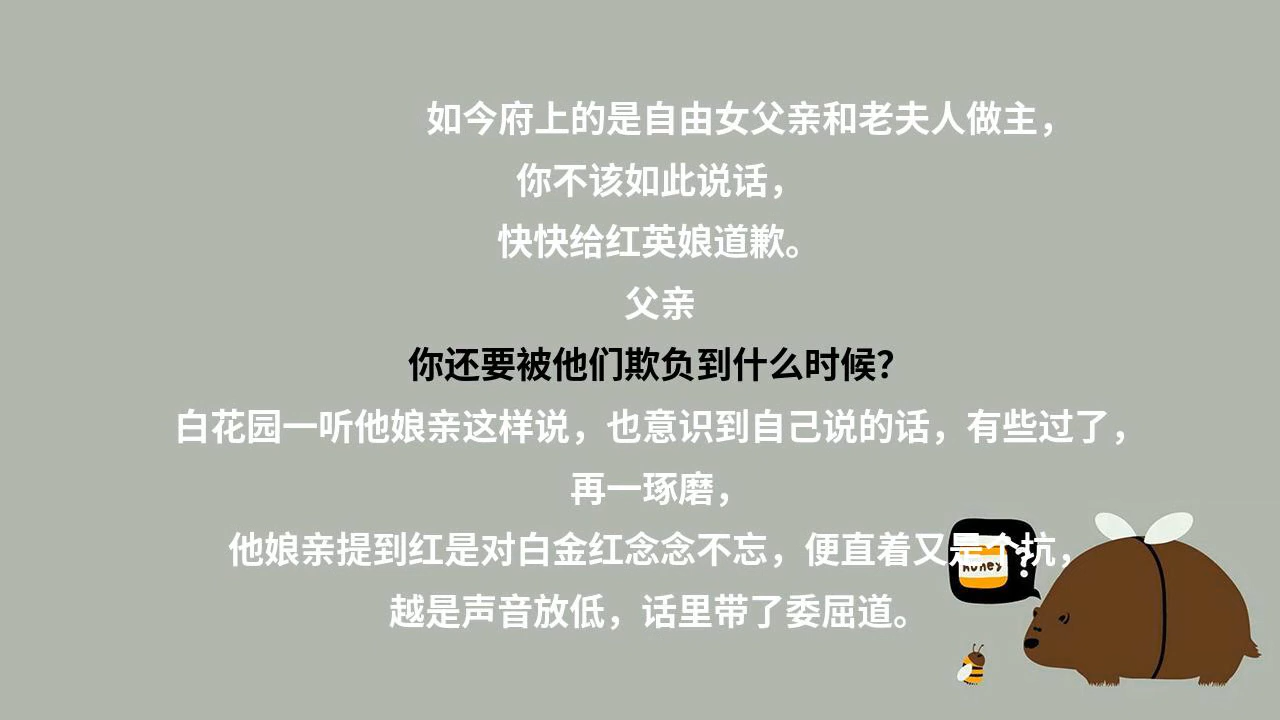 如今府上的是自由女父亲和老夫人做主，
你不该如此说话，
快快给红英娘道歉。
父亲
你还要被他们欺负到什么时候？
白花园一听他娘亲这样说，也意识到自己说的话，有些过了，
再一琢磨，
他娘亲提到红是对白金红念念不忘，便直着又是个抗，
越是声音放低，话里带了委屈道。
huney
?